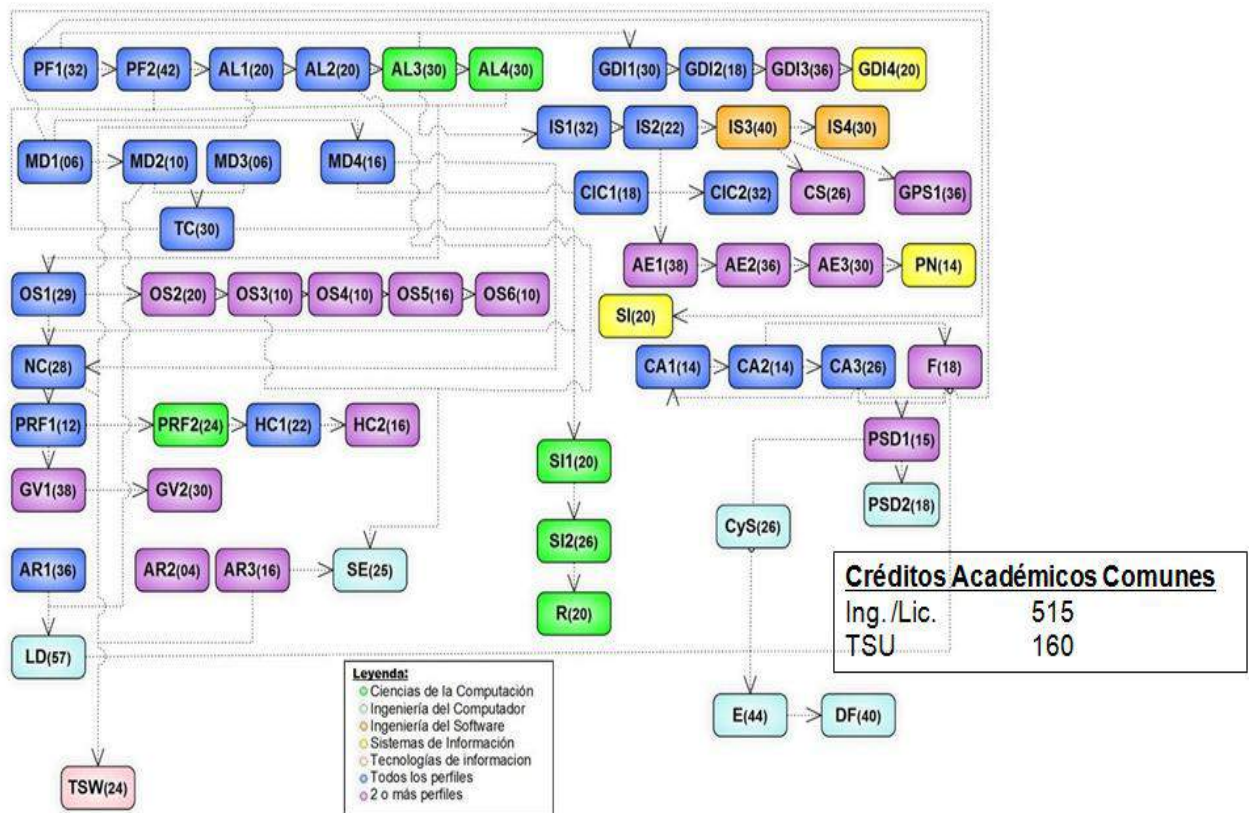 PF1(32) PF2(42) AL1(20) AL2(20) AL3(30) AL4(30) GDI1(30) GDI2(18) GDI3(36) GDI4(20)
IS1(32) IS2(22) IS3(40) IS4(30)
MD1(06) MD2(10) MD3(06) MD4(16)
CIC1(18) CIC2(32) CS(26) GPS1(36)
TC(30)
AE1(38) AE2(36) AE3(30) PN(14)
OS1(29) OS2(20) OS3(10) OS4(10) OS5(16) OS6(10)
SI(20)
NC(28) CA1(14) CA2(14) CA3(26) F(18)
PRF1(12) PRF2(24) HC1(22) HC2(16)
PSD1(15)
SI1(20)
GV1(38) GV2(30)
PSD2(18)
CyS(26)
SI2(26)
AR1(36) AR2(04) AR3(16) SE(25)
R(20)
Créditos Académicos Comunes
Ing. /Lic. 515
TSU 160
LD(57)
Leyenda:
Ciencias de la Computación
Ingeniería del Computador
Ingeniería del Software
Sistemas de Información
Tecnologías de informacion
Todos los perfiles
2 o más perfiles
E(44) DF(40)
TSW(24)